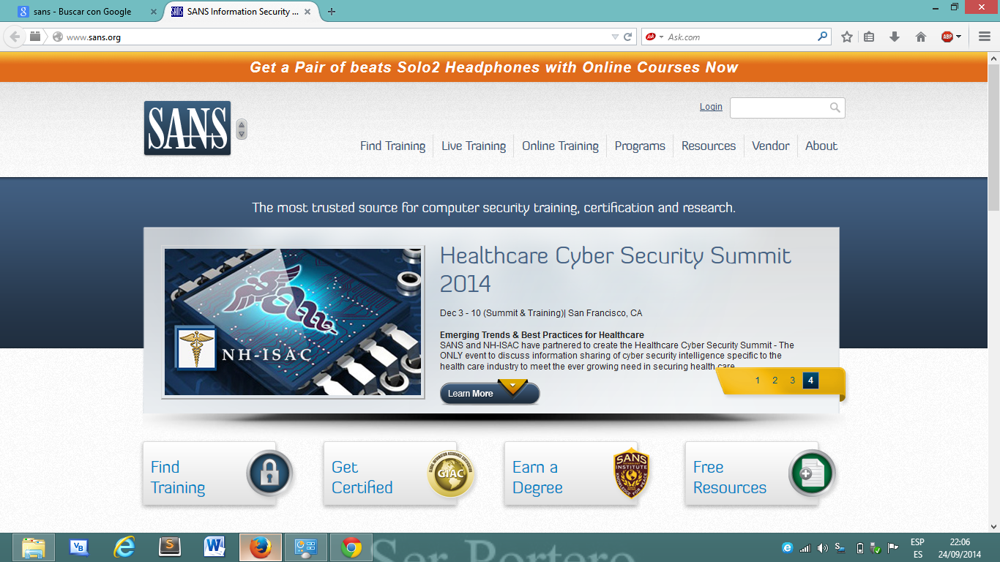 sans - Buscar con Google
SANS Information Security ...
www.sans.org
Ask
Ask.com
ABP
Get a Pair of beats Solo2 Headphones with Online Courses Now
SANS
Login
Find Training
Live Training
Online Training
Programs
Resources
Vendor
About
The most trusted source for computer security training, certification and research.
NH-ISAC
Healthcare Cyber Security Summit
2014
Dec 3 - 10 (Summit & Training)| San Francisco, CA
Emerging Trends & Best Practices for Healthcare
SANS and NH-ISAC have partnered to create the Healthcare Cyber Security Summit - The
ONLY event to discuss information sharing of cyber security intelligence specific to the
health care industry to meet the ever growing need in securing health care
Learn More
1 2 3 4
Find
Training
Get
Certified
GIAC
Earn a
Degree
SANS
INSTITUTE
Free
Resources
VB
S
W
Ser Portero
ESP
ES
22:06
24/09/2014